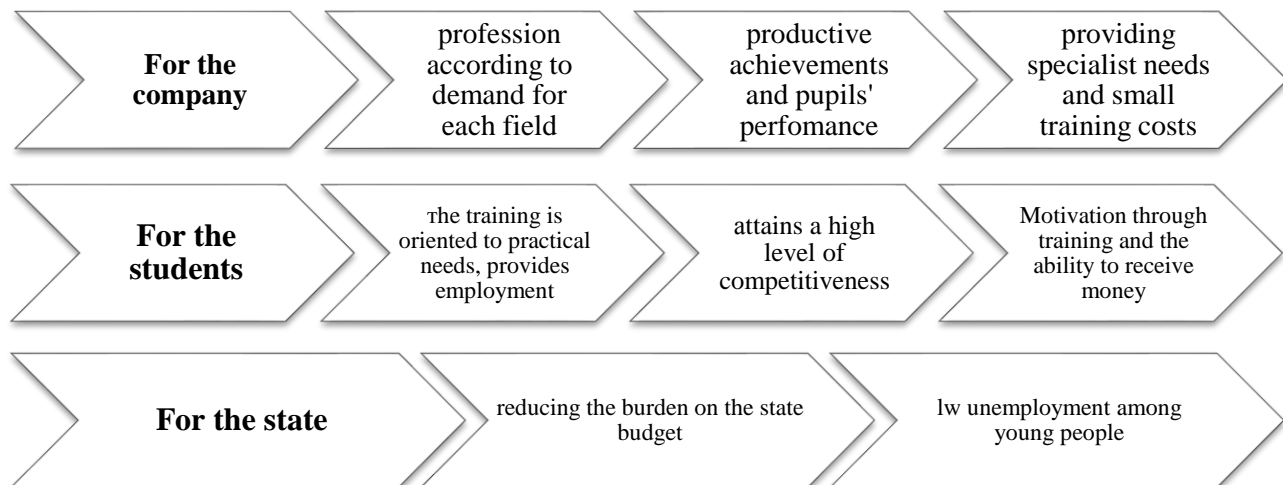 For the
company
profession
according to
demand for
each field
productive
achievements
and pupils'
perfomance
providing
specialist needs
and small
training costs
For the
students
тhe training is
oriented to practical
needs, provides
employment
attains a high
level of
competitiveness
Motivation through
training and the
ability to receive
money
For the state
reducing the burden on the state
budget
lw unemployment among
young people